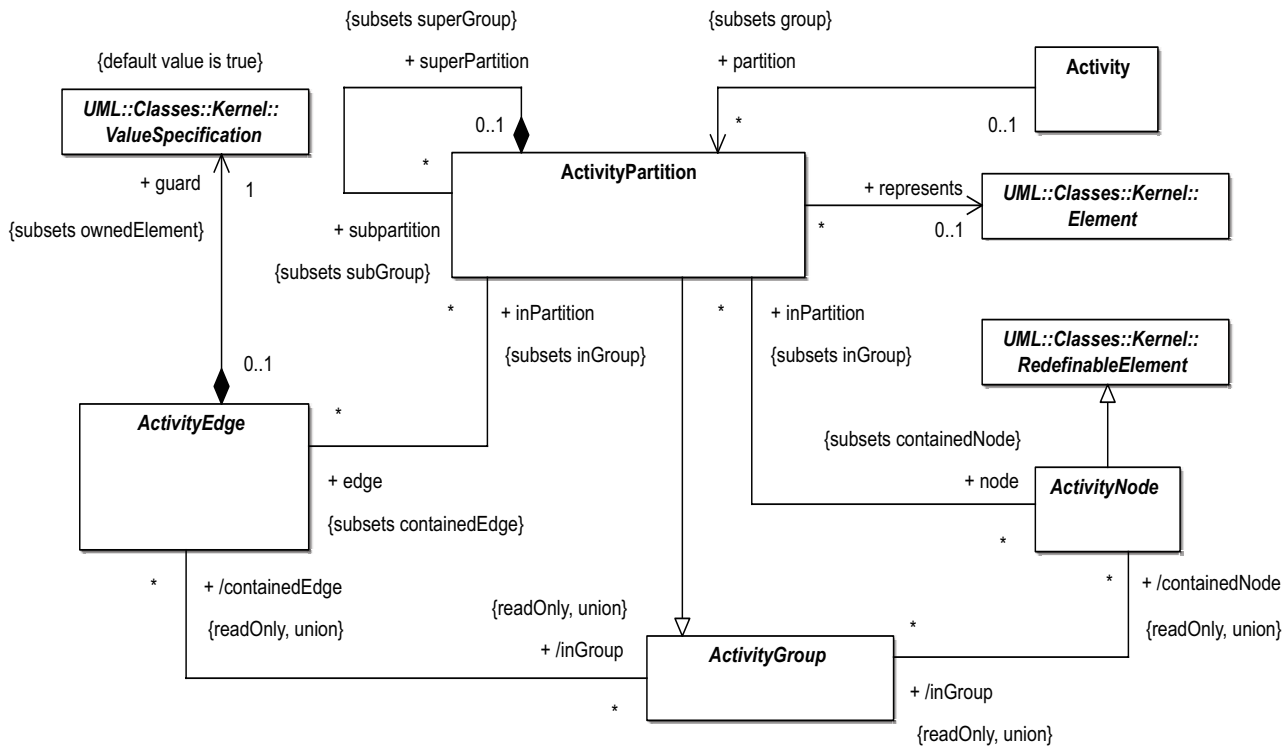 {subsets superGroup}
{subsets group}
{default value is true}
+ superPartition
+ partition
Activity
UML::Classes::Kernel::
ValueSpecification
0..1
*
0..1
*
ActivityPartition
+ guard
1
+ represents
UML::Classes::Kernel::
Element
{subsets ownedElement}
+ subpartition
*
0..1
{subsets subGroup}
*
+ inPartition
*
+ inPartition
{subsets inGroup}
{subsets inGroup}
UML::Classes::Kernel::
RedefinableElement
0..1
ActivityEdge
*
{subsets containedNode}
+ edge
+ node
ActivityNode
{subsets containedEdge}
*
*
+ /containedEdge
*
+ /containedNode
{readOnly, union}
{readOnly, union}
{readOnly, union}
*
+ /inGroup
ActivityGroup
*
+ /inGroup
{readOnly, union}